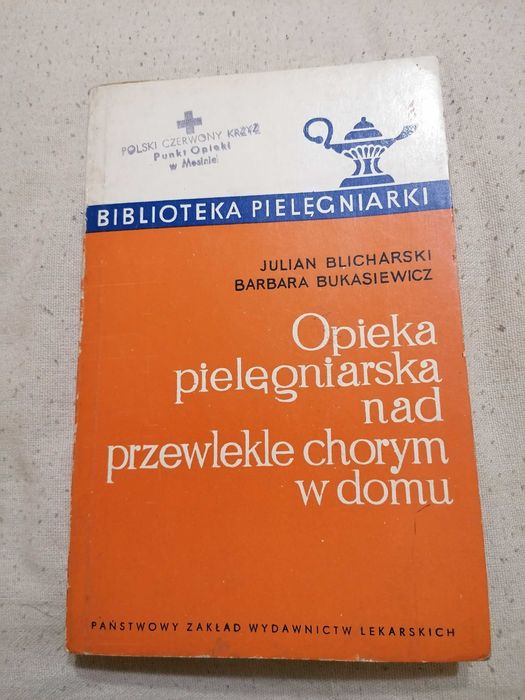 POLSKI CZERWONY KRZYŻ
Punkt Opieki
w Mosinie
BIBLIOTEKA PIELĘGNIARKI
JULIAN BLICHARSKI
BARBARA BUKASIEWICZ
Opieka
pielęgniarska
nad
przewlekle chorym
w domu
PAŃSTWOWY ZAKŁAD WYDAWNICTW LEKARSKICH